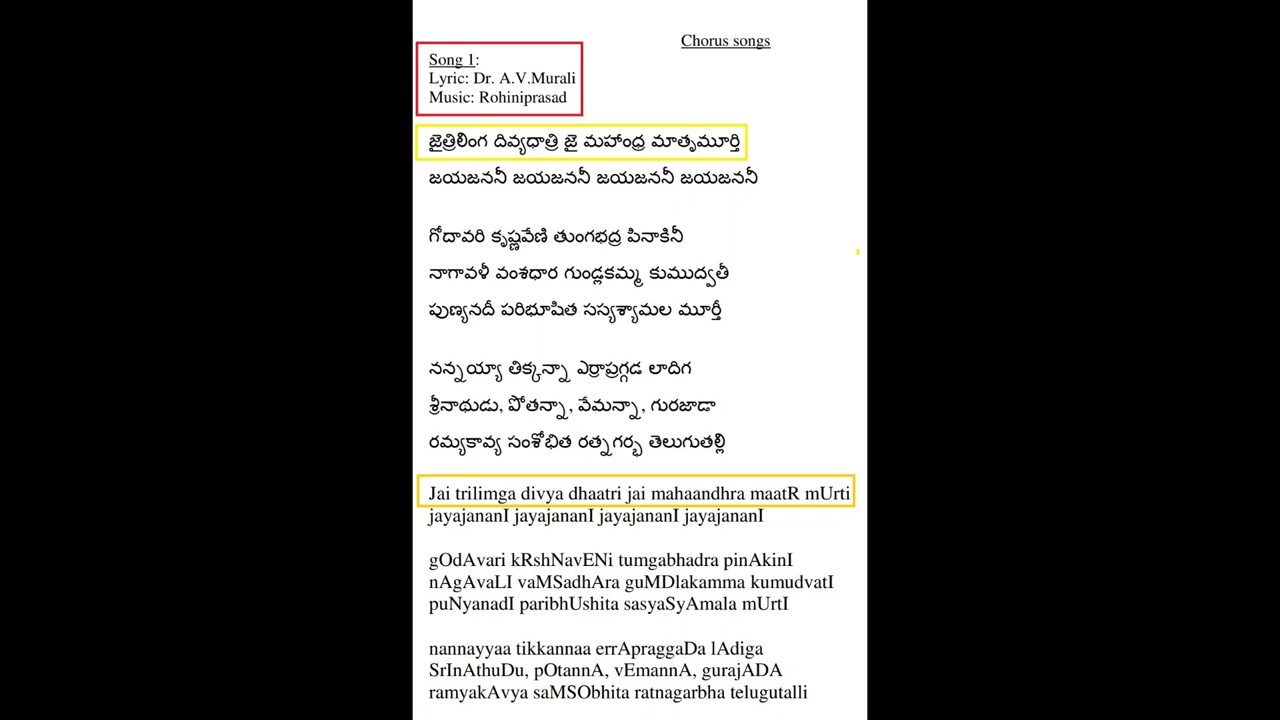 Chorus songs
Song 1:
Lyric: Dr. A.V.Murali
Music: Rohiniprasad
జైత్రిలింగ దివ్యధాత్రి జై మహాంధ్ర మాతృమూర్తి
జయజననీ జయజననీ జయజననీ జయజననీ
గోదావరి కృష్ణవేణి తుంగభద్ర పినాకినీ
నాగావళీ వంశధార గుండ్లకమ్మ కుముద్వతీ
పుణ్యనదీ పరిభూషిత సస్యశ్యామల మూర్తీ
నన్నయ్యా తిక్కన్నా ఎర్రాప్రగ్గడ లాదిగ
శ్రీనాథుడు, పోతన్నా, వేమన్నా, గురజాడా
రమ్యకావ్య సంశోభిత రత్నగర్భ తెలుగుతల్లి
Jai trilimga divya dhaatri jai mahaandhra maatR mUrti
jayajananI jayajananI jayajananI jayajananI
gOdAvari kRshNavENi tumgabhadra pinAkinI
nAgAvaLI vaMSadhAra guMDlakamma kumudvatI
puNyanadI paribhUshita sasyaSyAmala mUrtI
nannayyaa tikkannaa errApraggaDa lAdiga
SrInAthuDu, pOtannA, vEmannA, gurajADA
ramyakAvya saMSObhita ratnagarbha telugutalli